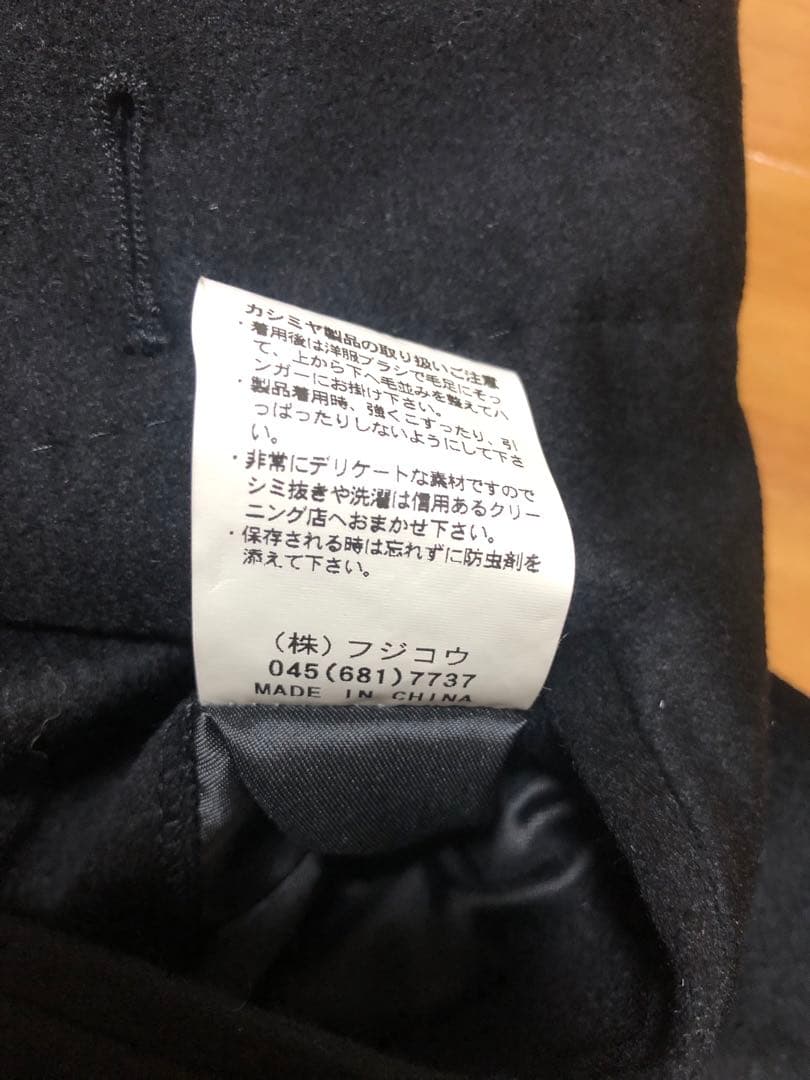 カシミヤ製品の取り扱いご注意
・着用後は洋服ブラシで毛足にそっ
て、上から下へ毛並みを整えてハ
ンガーにお掛け下さい。
・製品着用時、強くこすったり、引
っぱったりしないようにして下さ
い。
・非常にデリケートな素材ですので
シミ抜きや洗濯は信用あるクリー
ニング店へおまかせ下さい。
・保存される時は忘れずに防虫剤を
添えて下さい。
(株)フジコウ
045(681)7737
MADE IN CHINA